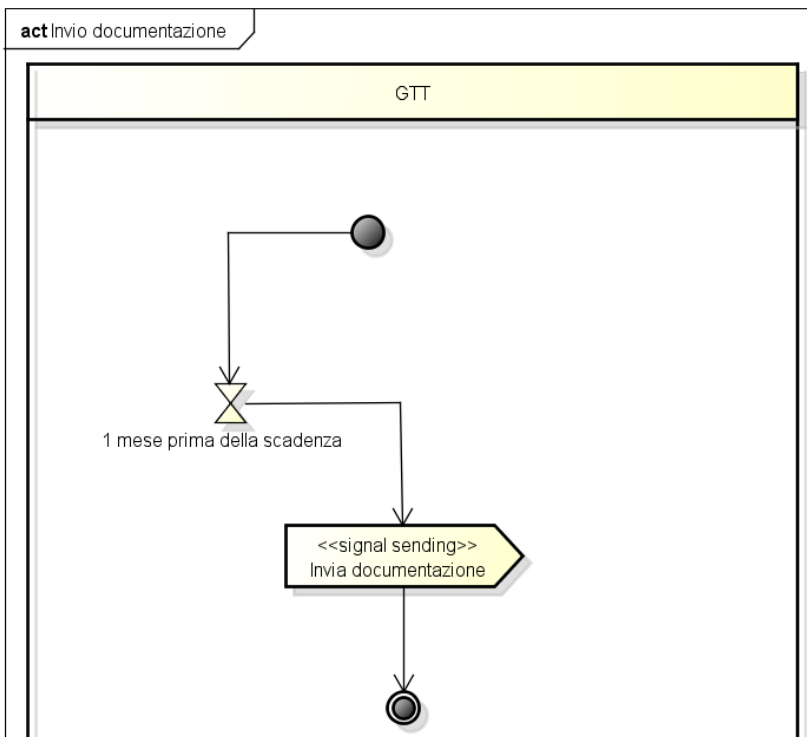 act Invio documentazione
GTT
1 mese prima della scadenza
<<signal sending>>
Invia documentazione